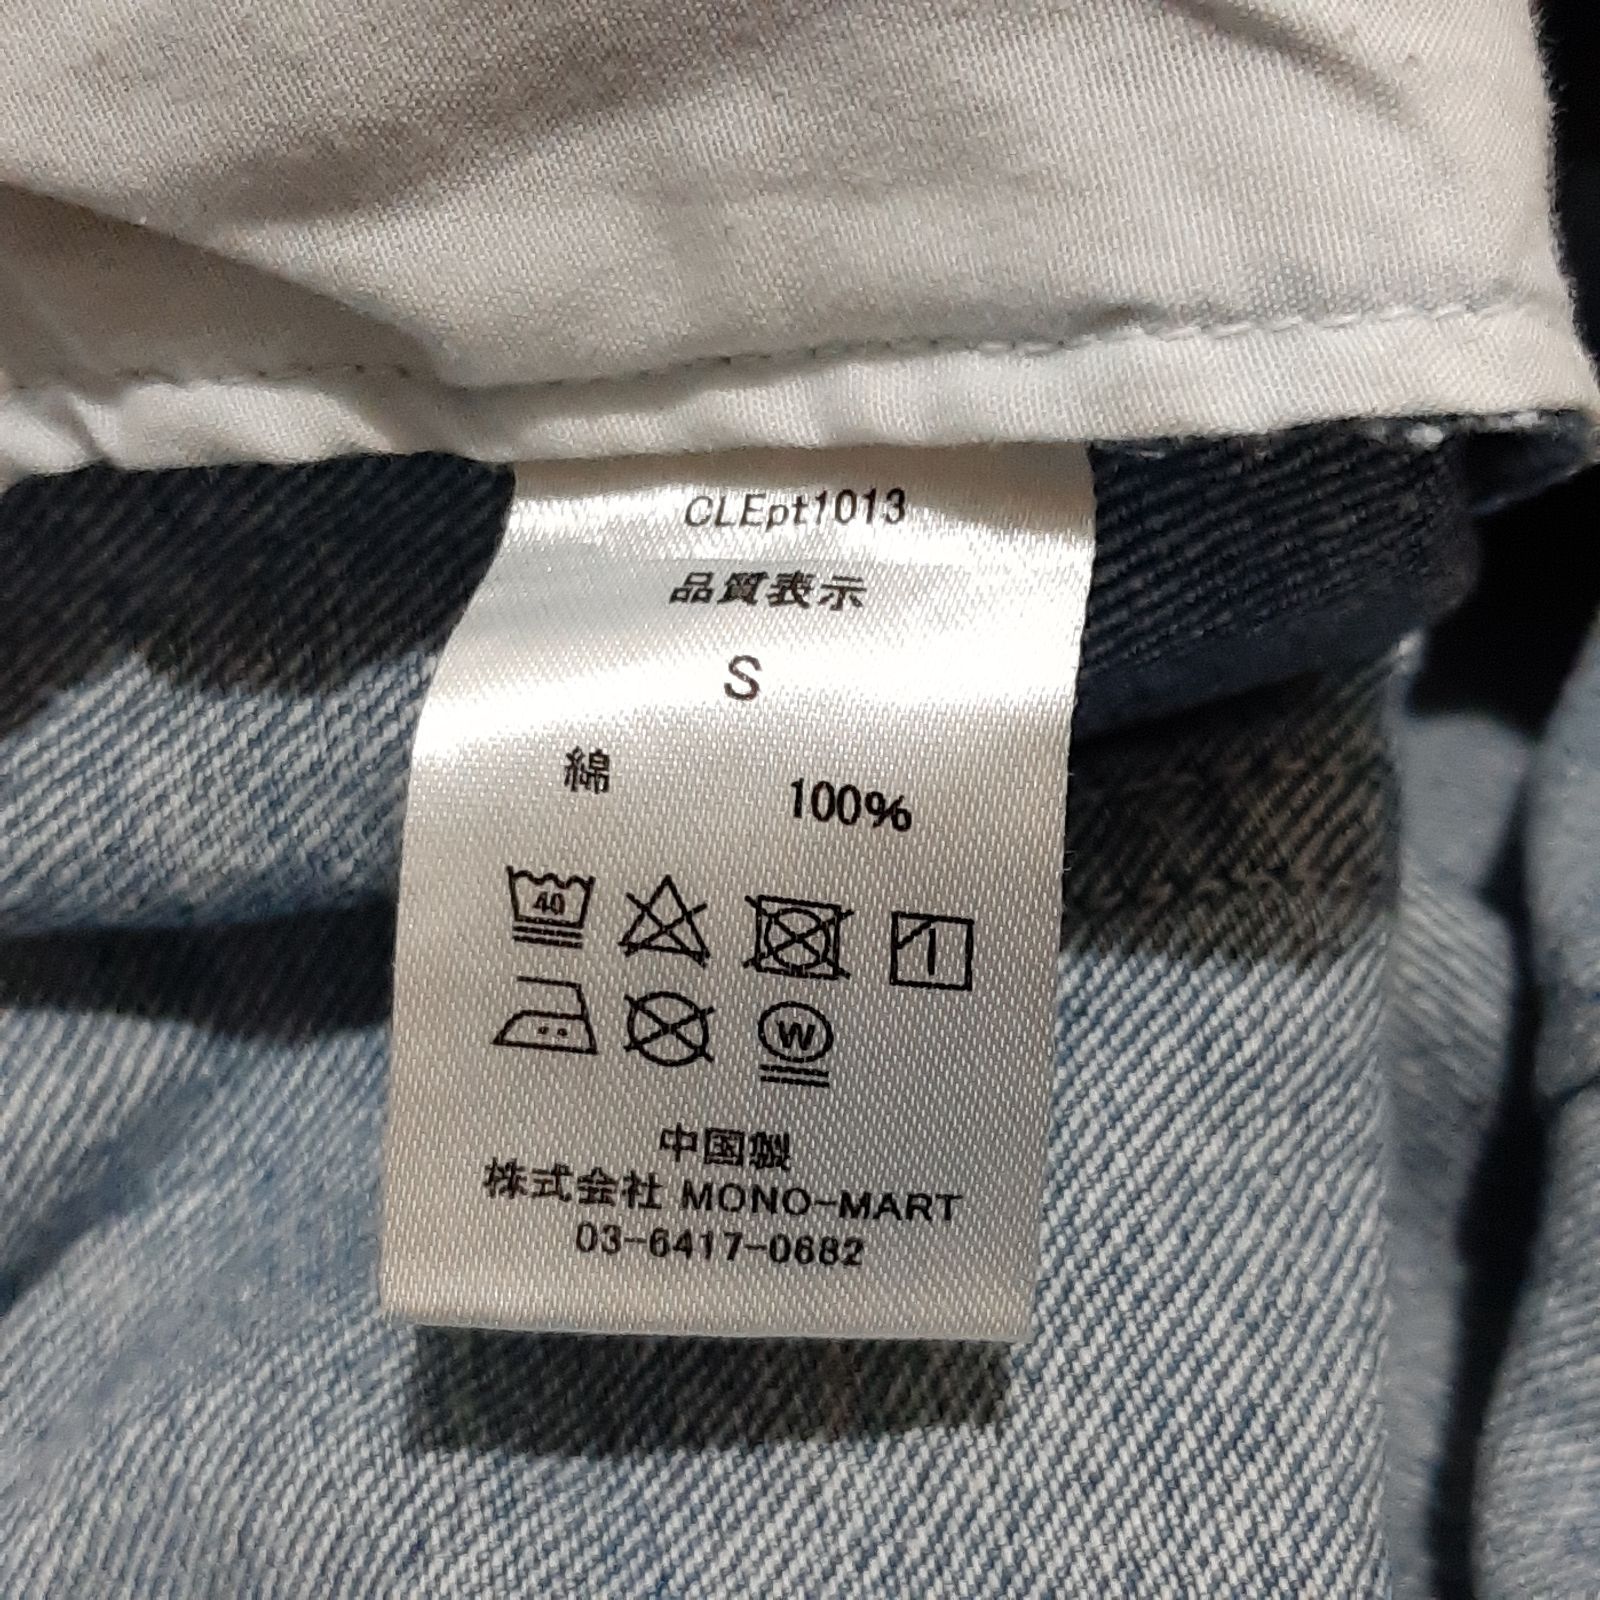 CLEpt1013
品質表示
S
綿 100%
40
W
中国製
株式会社 MONO-MART
03-6417-0682